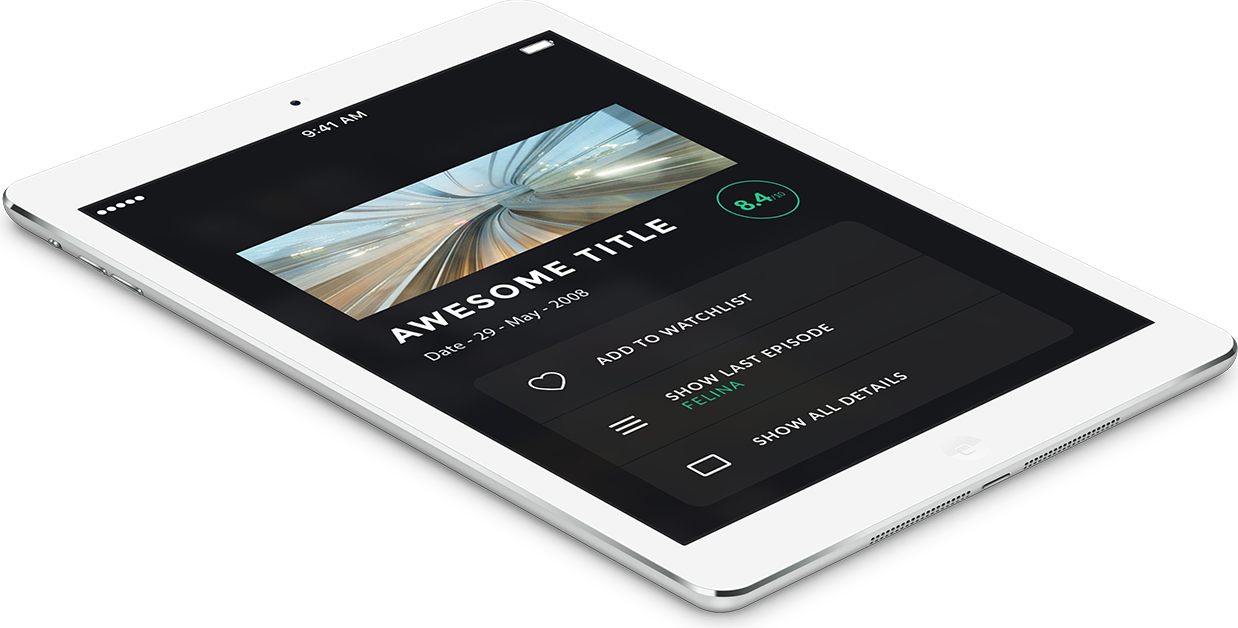 9:41 AM
8.4/10
AWESOME TITLE
Date - 29 - May - 2008
ADD TO WATCHLIST
SHOW LAST EPISODE
FELINA
SHOW ALL DETAILS